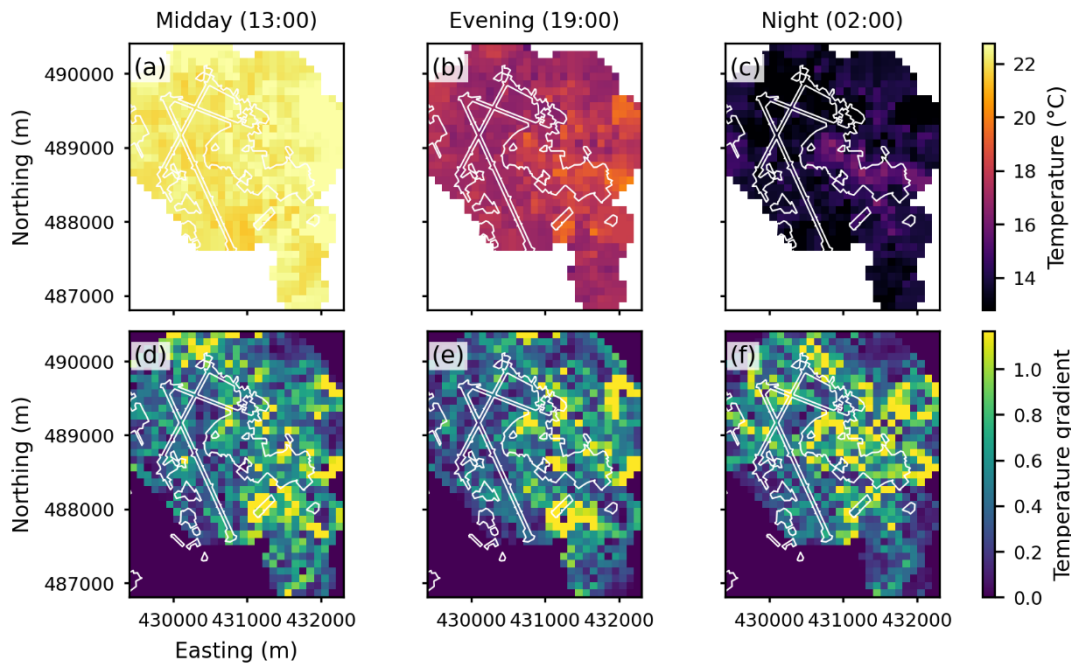 Midday (13:00) Evening (19:00) Night (02:00)
(a) (b) (c)
490000
489000
488000
487000
Northing (m)
22
20
18
16
14
Temperature (°C)
(d) (e) (f)
490000
489000
488000
487000
Northing (m)
1.0
0.8
0.6
0.4
0.2
0.0
Temperature gradient
430000 431000 432000 430000 431000 432000 430000 431000 432000
Easting (m)